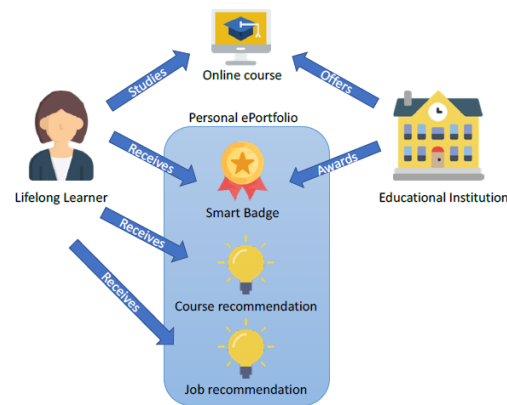 Online course
Studies
Offers
Personal ePortfolio
Lifelong Learner
Receives
Awards
Educational Institution
Smart Badge
Receives
Course recommendation
Receives
Job recommendation